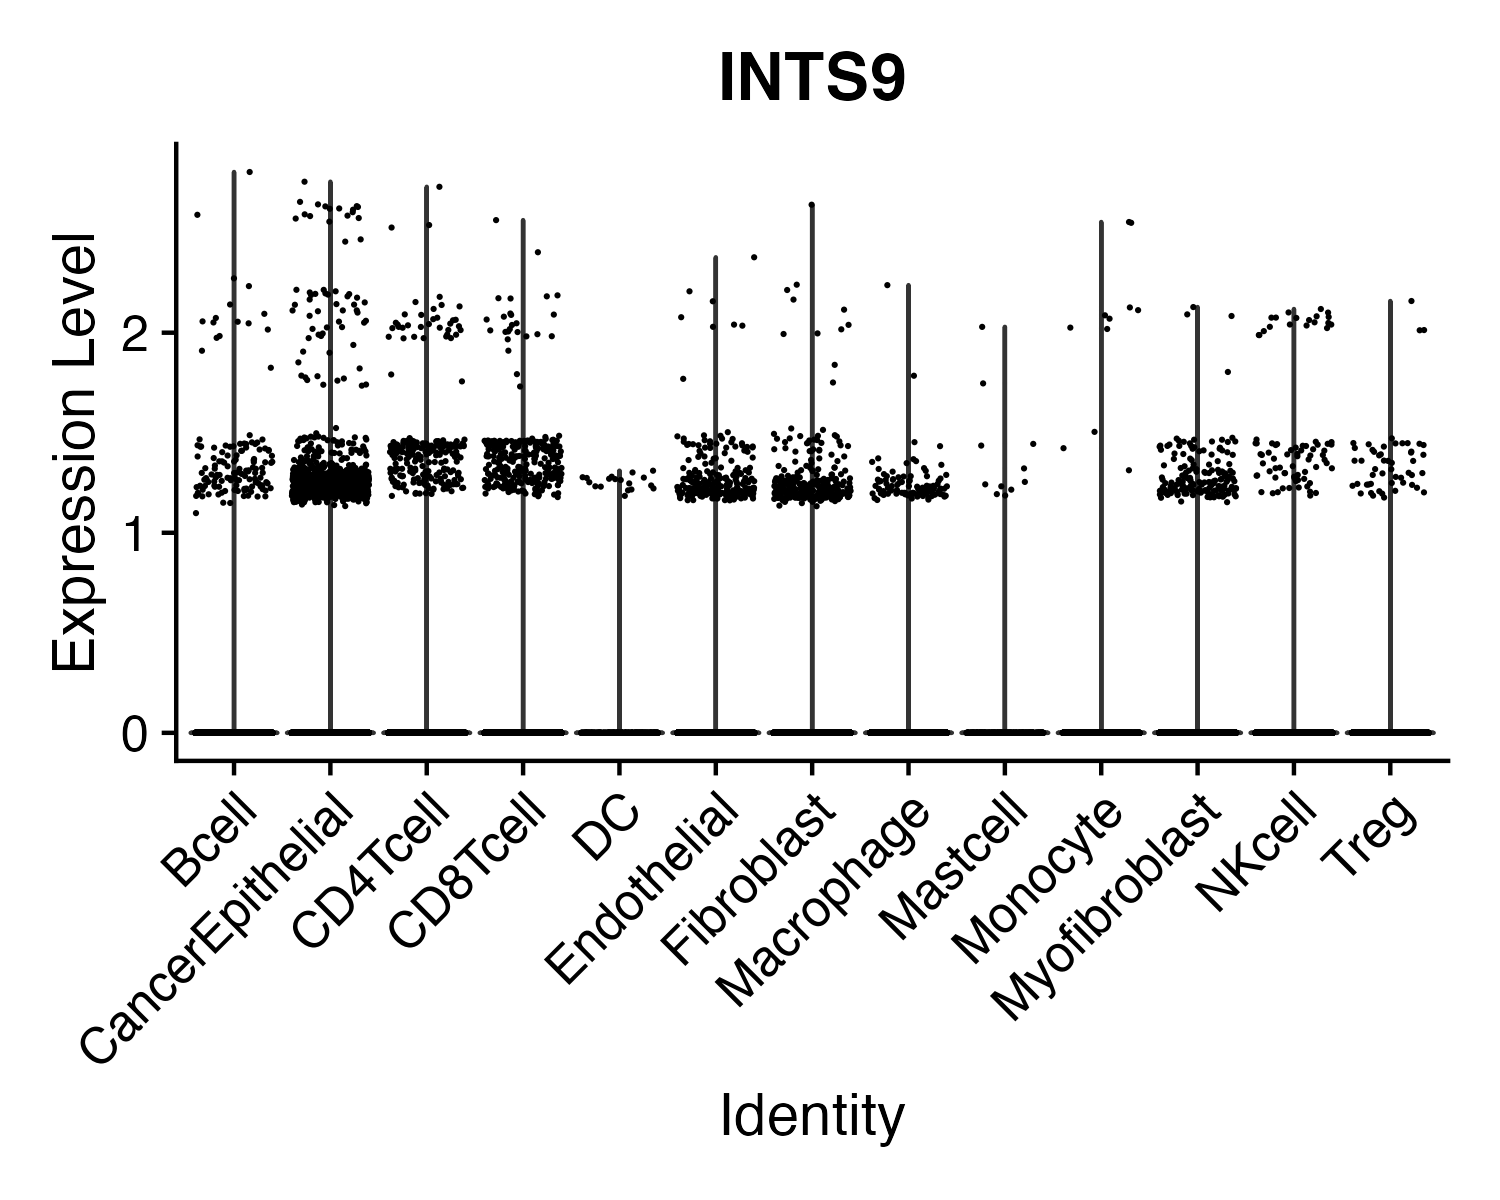 INTS9
Expression Level
2
1
0
Bcell
CancerEpithelial
CD4Tcell
CD8Tcell
DC
Endothelial
Fibroblast
Macrophage
Mastcell
Monocyte
Myofibroblast
NKcell
Treg
Identity